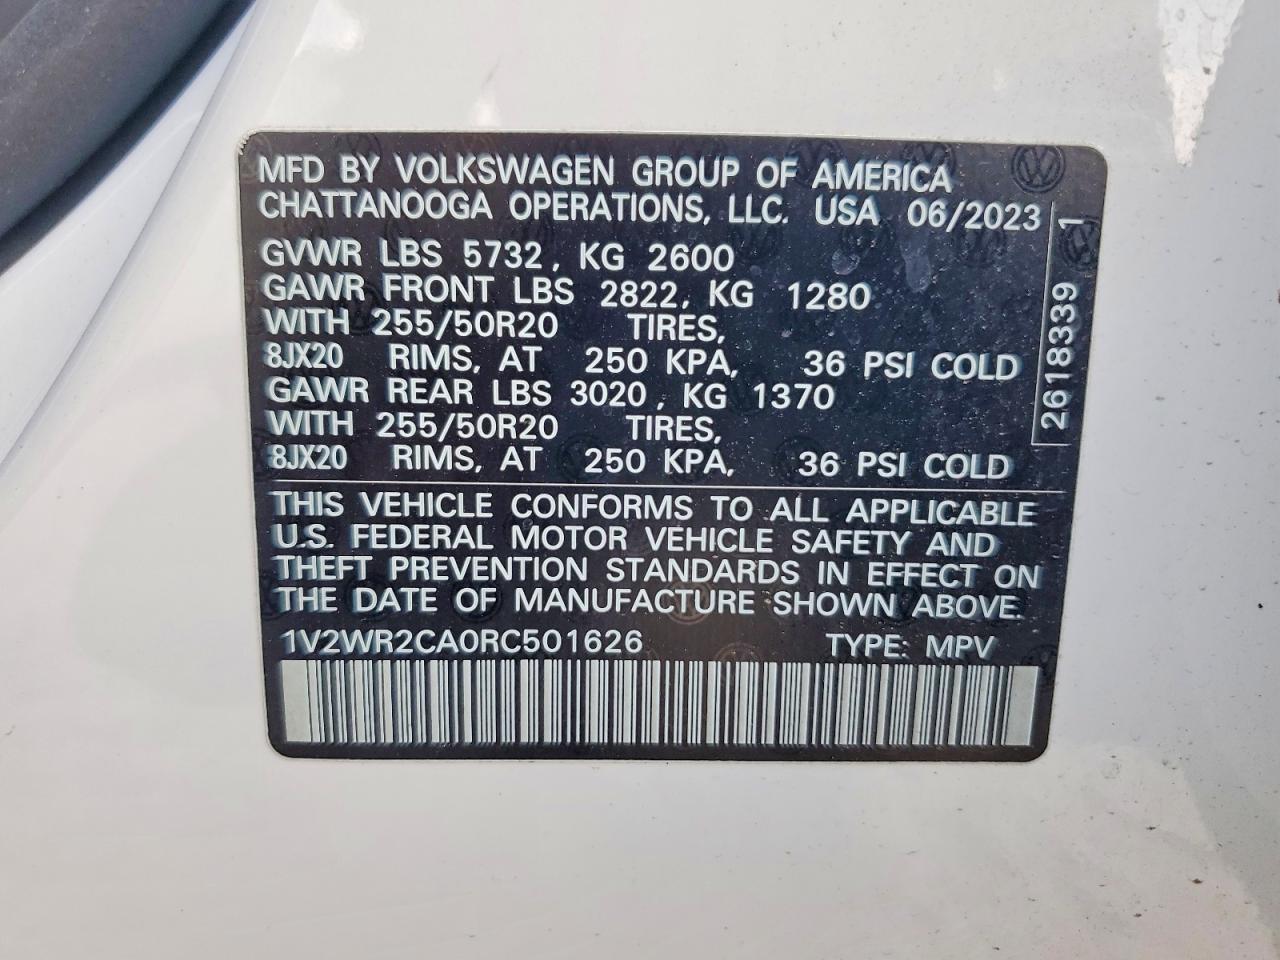 MFD BY VOLKSWAGEN GROUP OF AMERICA
CHATTANOOGA OPERATIONS, LLC. USA 06/2023
GVWR LBS 5732, KG 2600
GAWR FRONT LBS 2822, KG 1280
WITH 255/50R20 TIRES,
8JX20 RIMS, AT 250 KPA, 36 PSI COLD
GAWR REAR LBS 3020, KG 1370
WITH 255/50R20 TIRES,
8JX20 RIMS, AT 250 KPA, 36 PSI COLD
2618339 1
THIS VEHICLE CONFORMS TO ALL APPLICABLE
U.S. FEDERAL MOTOR VEHICLE SAFETY AND
THEFT PREVENTION STANDARDS IN EFFECT ON
THE DATE OF MANUFACTURE SHOWN ABOVE.
1V2WR2CA0RC501626 TYPE: MPV